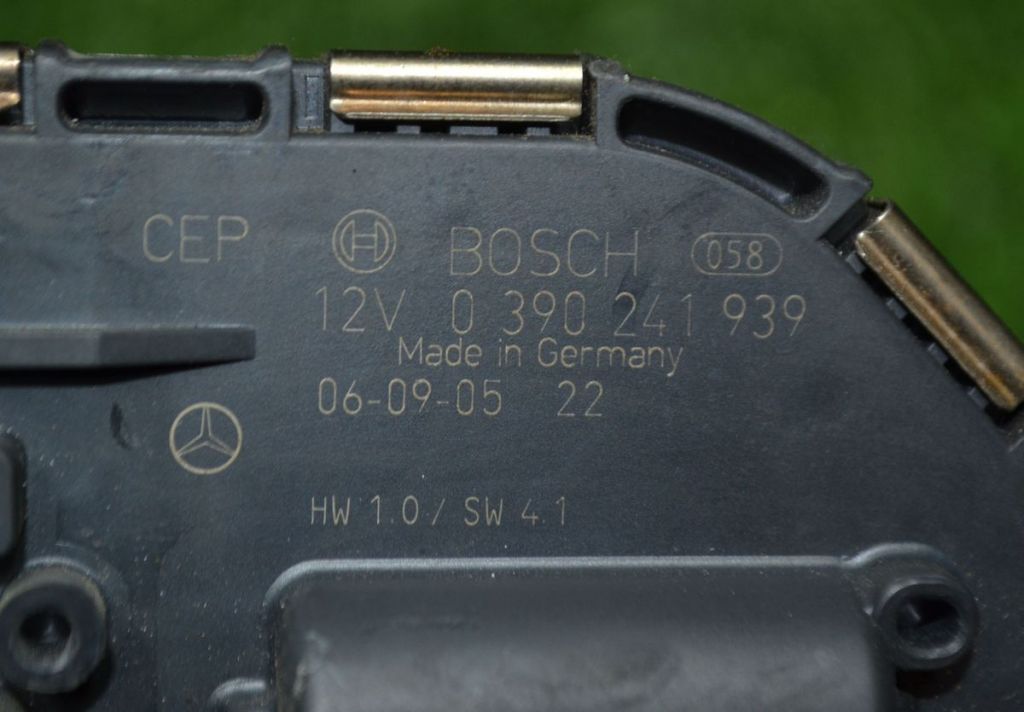 CEP BOSCH 058
12V 0 390 241 939
Made in Germany
06-09-05 22
HW 1.0 / SW 4.1